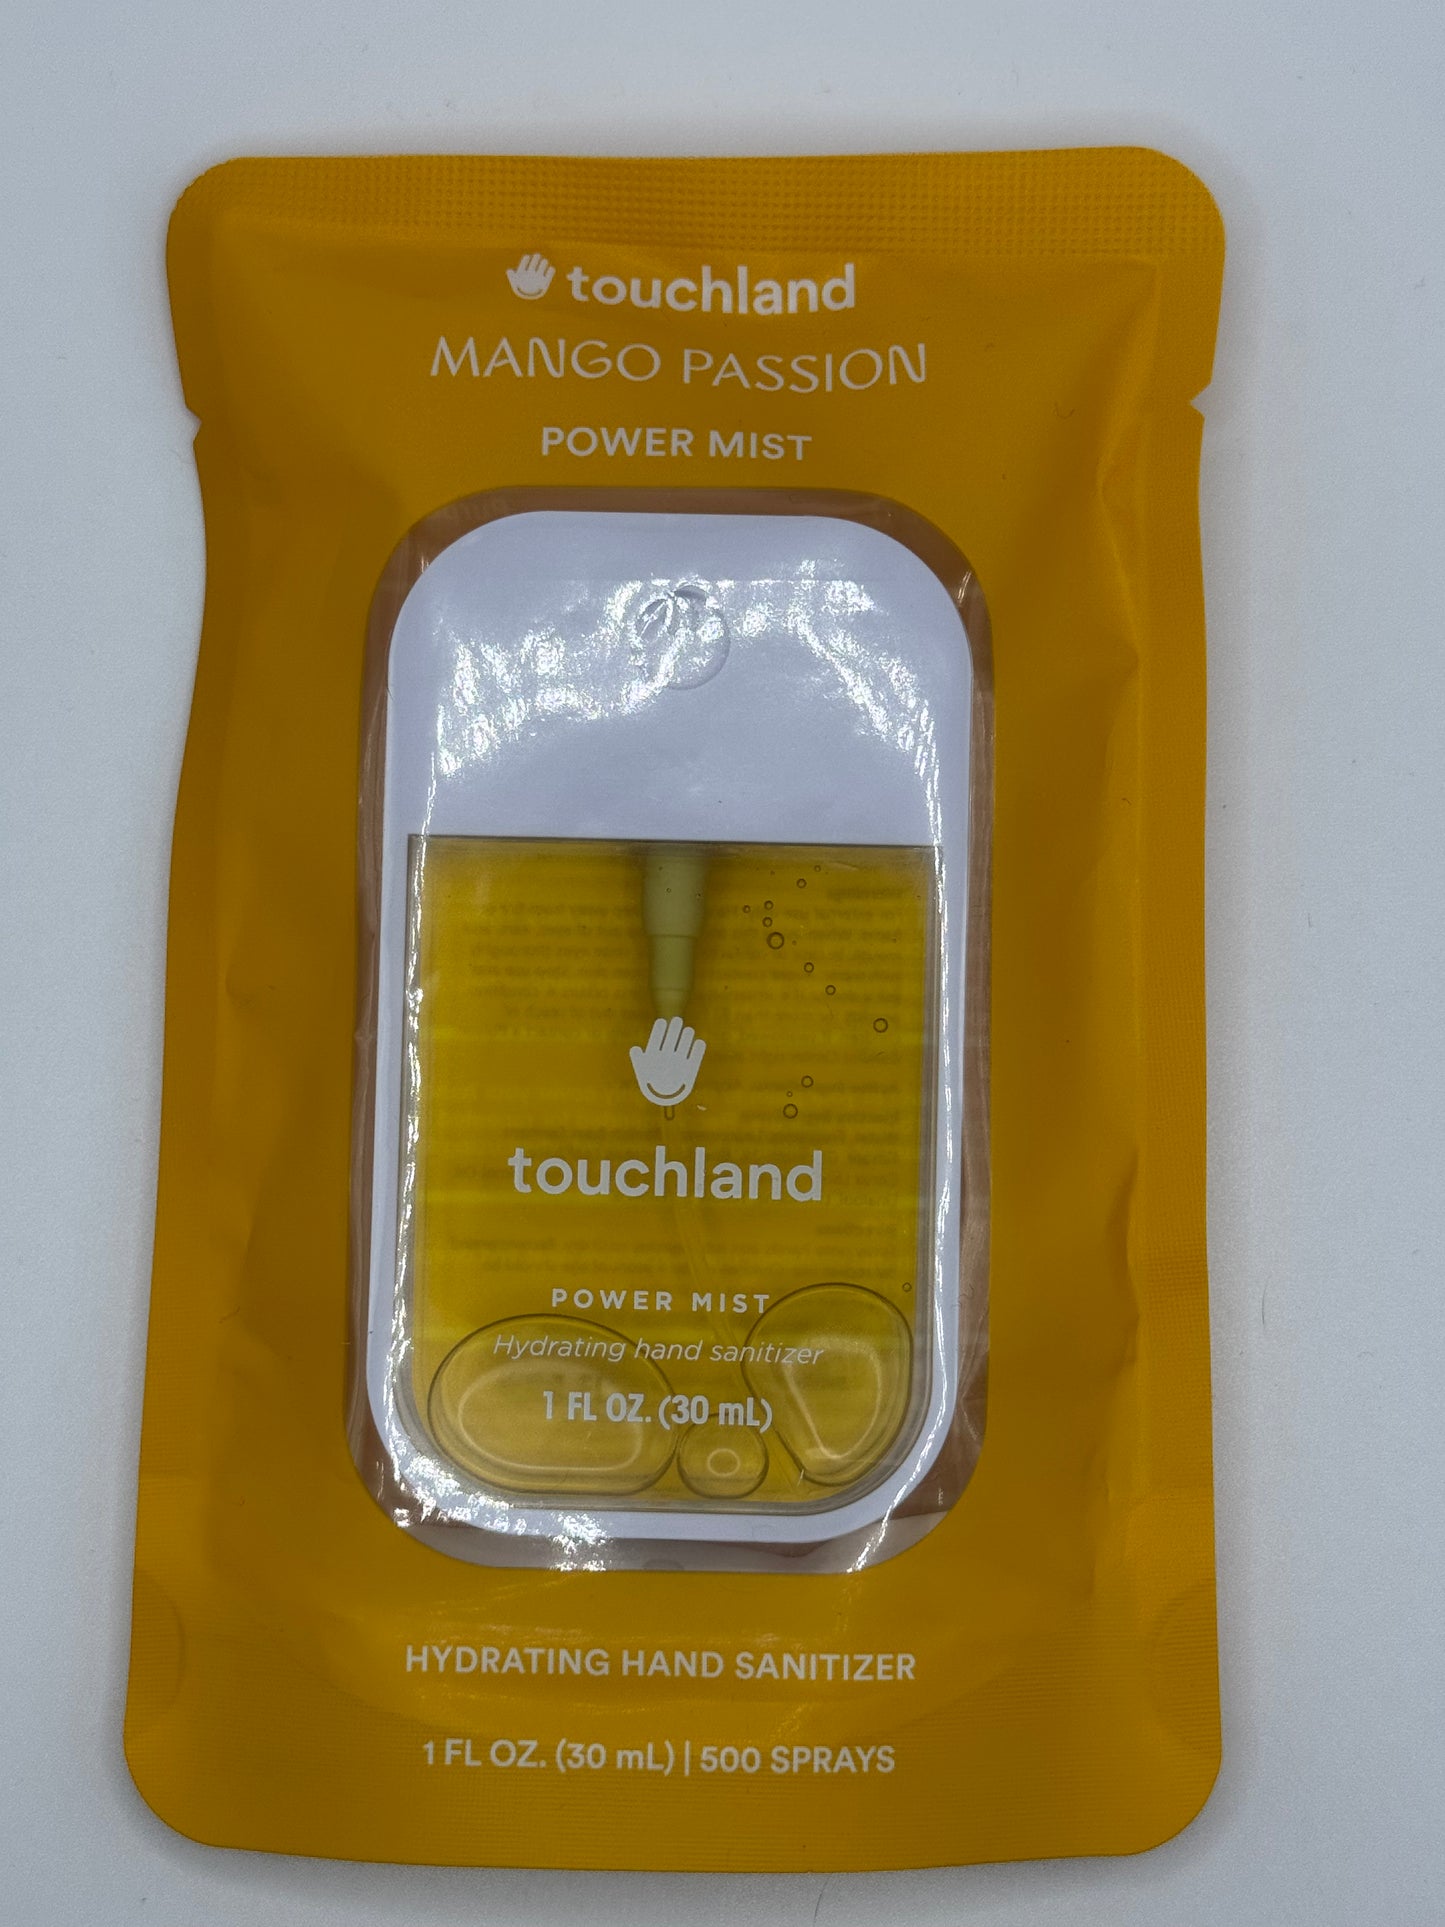 touchland
MANGO PASSION
POWER MIST
touchland
POWER MIST
Hydrating hand sanitizer
1 FL OZ. (30 mL)
HYDRATING HAND SANITIZER
1 FL OZ. (30 mL) | 500 SPRAYS